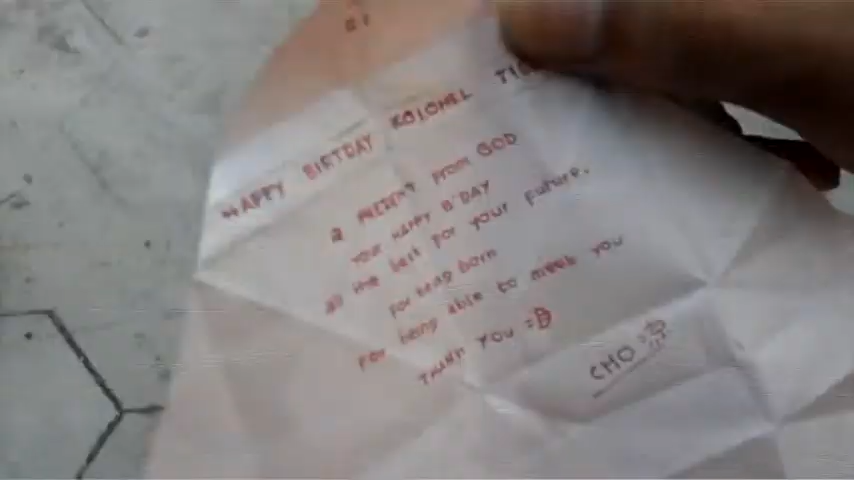 HAPPY BIRTDAY KOLONEL
A PRESENT From GOD
YOUR HAPPY B'DAY
all the best for your future.
For being born
For being able to meet you
THANK YOU =D
CHO =D